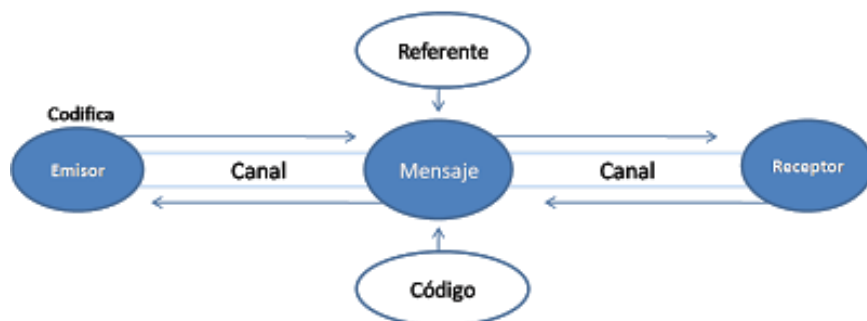 Referente
Codifica
Emisor
Canal
Mensaje
Canal
Receptor
Código